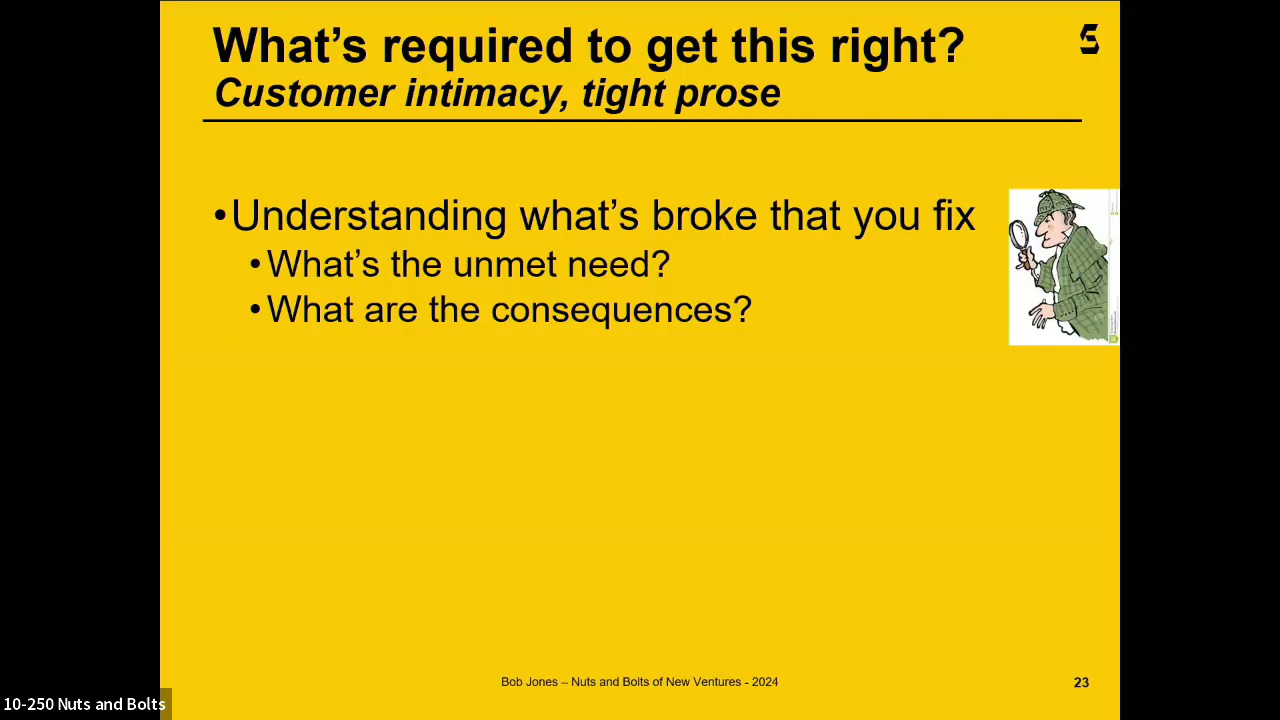 What's required to get this right?
Customer intimacy, tight prose
•Understanding what's broke that you fix
•What's the unmet need?
•What are the consequences?
Bob Jones – Nuts and Bolts of New Ventures - 2024
23
10-250 Nuts and Bolts